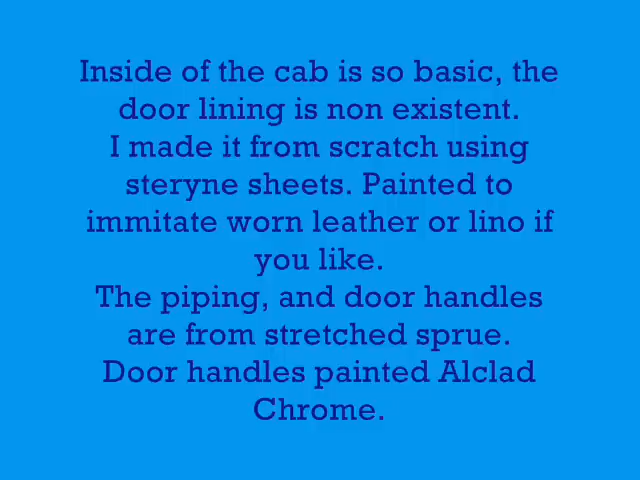 Inside of the cab is so basic, the
door lining is non existent.
I made it from scratch using
steryne sheets. Painted to
immitate worn leather or lino if
you like.
The piping, and door handles
are from stretched sprue.
Door handles painted Alclad
Chrome.